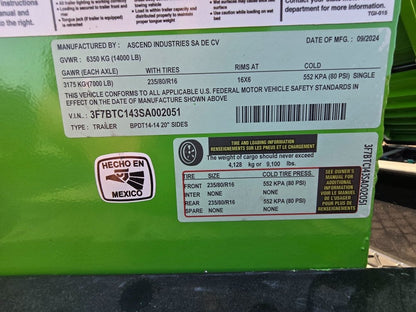 TGI-015
MANUFACTURED BY: ASCEND INDUSTRIES SA DE CV
DATE OF MFG. 09/2024
GVWR : 6350 KG (14000 LB)
GAWR (EACH AXLE) WITH TIRES RIMS COLD
3175 KG (7000 LB) 235/80/R16 16X6 552 KPA (80 PSI) SINGLE
THIS VEHICLE CONFORMS TO ALL APPLICABLE U.S. FEDERAL MOTOR VEHICLE SAFETY STANDARDS IN
EFFECT ON THE DATE OF MANUFACTURE SHOWN ABOVE.
V.I.N: 3F7BTC143SA002051
TYPE : TRAILER BPDT14-14 20" SIDES
HECHO EN
MEXICO
TIRE AND LOADING INFORMATION
RENSEIGNEMENTS SUR LES PNEUS ET LE CHARGEMENT
The weight of cargo should never exceed
4,128 kg or 9,100 lbs.
TIRE SIZE COLD TIRE PRESS.
FRONT 235/80/R16 552 KPA (80 PSI)
INTER NONE NONE
REAR 235/80/R16 552 KPA (80 PSI)
SPARE NONE NONE
SEE OWNER'S
MANUAL FOR
ADDITIONAL
INFORMATION
VOIR LE MANUEL
DE L'USAGER
POUR PLUS DE
RENSEIGNEMENTS
3F7BTC143SA002051